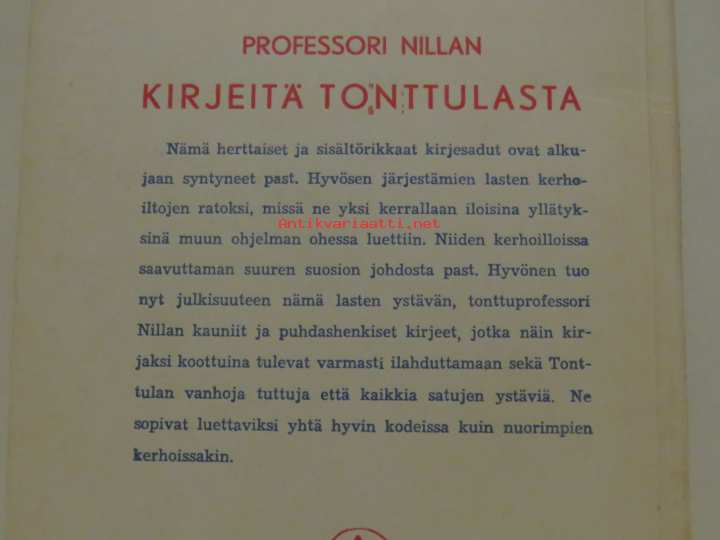 PROFESSORI NILLAN
KIRJEITÄ TONTTULASTA
Nämä herttaiset ja sisältörikkaat kirjesadut ovat alku-
jaan syntyneet past. Hyvösen järjestämien lasten kerho-
iltojen ratoksi, missä ne yksi kerrallaan iloisina yllätyk-
Antikvariaatti.net
sinä muun ohjelman ohessa luettiin. Niiden kerhoilloissa
saavuttaman suuren suosion johdosta past. Hyvönen tuo
nyt julkisuuteen nämä lasten ystävän, tonttuprofessori
Nillan kauniit ja puhdashenkiset kirjeet, jotka näin kir-
jaksi koottuina tulevat varmasti ilahduttamaan sekä Tont-
tulan vanhoja tuttuja että kaikkia satujen ystäviä. Ne
sopivat luettaviksi yhtä hyvin kodeissa kuin nuorimpien
kerhoissakin.